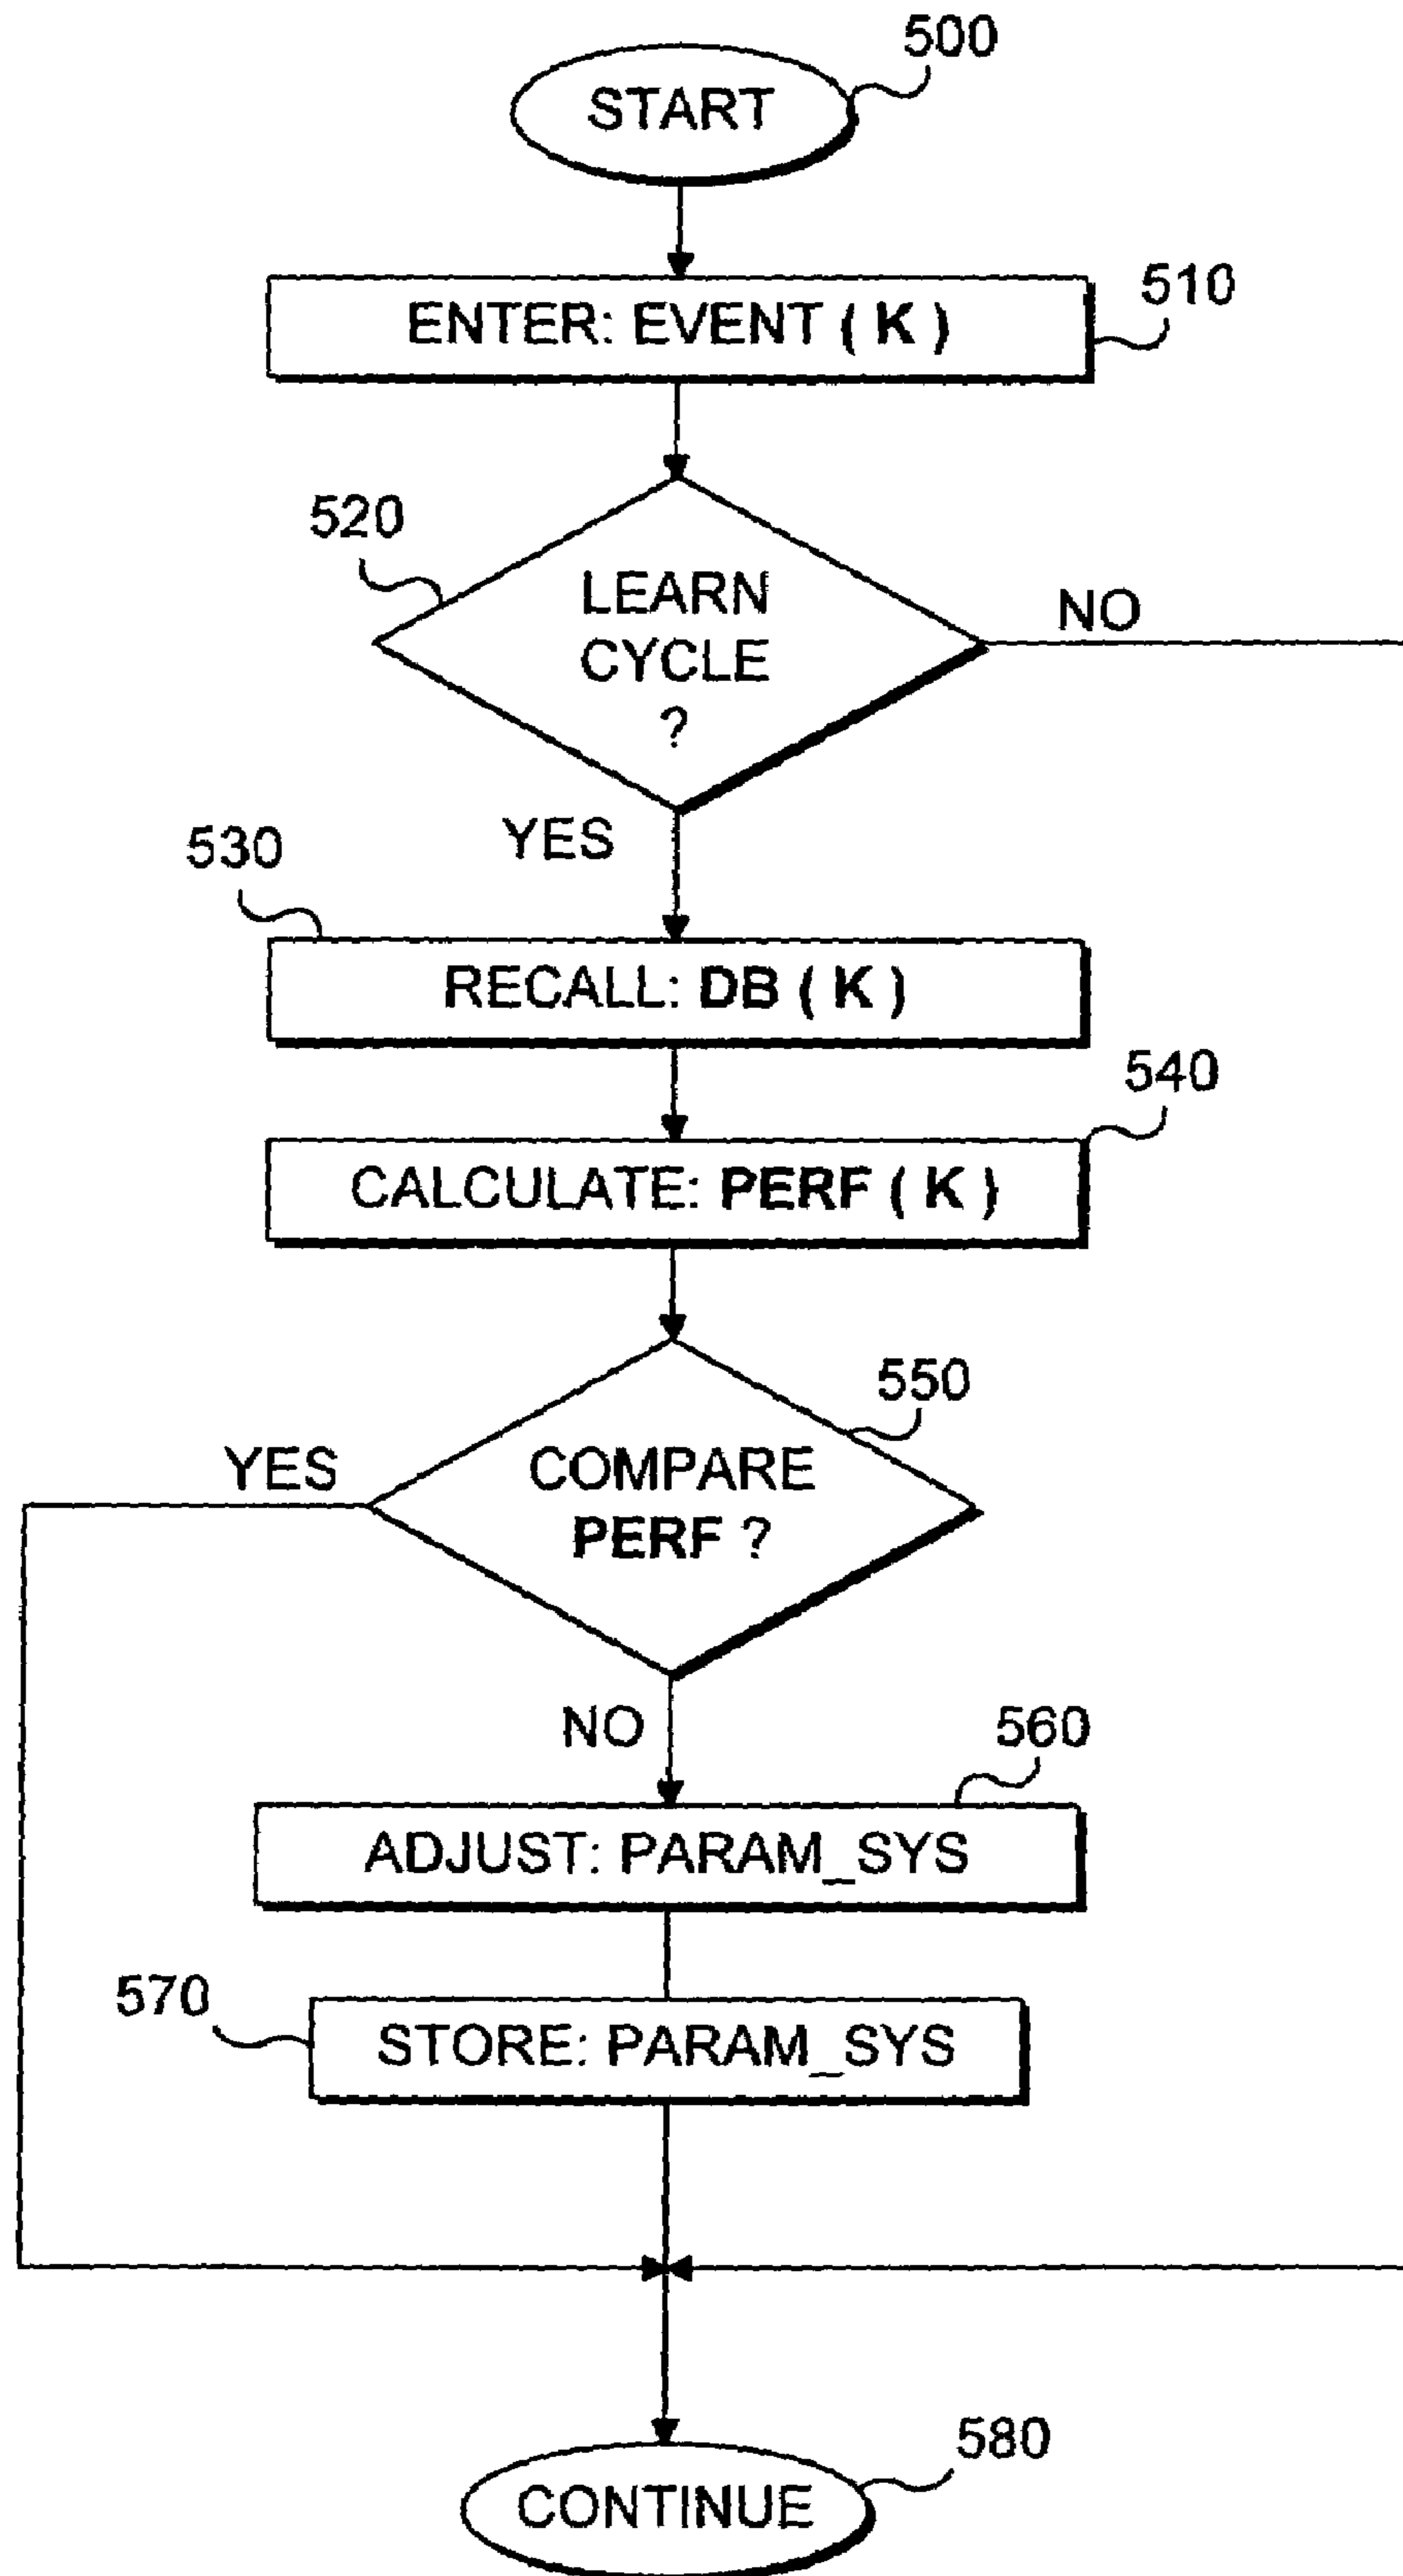 500
START
510
ENTER: EVENT ( K )
520
LEARN
CYCLE
?
NO
YES
530
RECALL: DB ( K )
540
CALCULATE: PERF ( K )
550
YES
COMPARE
PERF ?
NO
560
ADJUST: PARAM_SYS
570
STORE: PARAM_SYS
580
CONTINUE